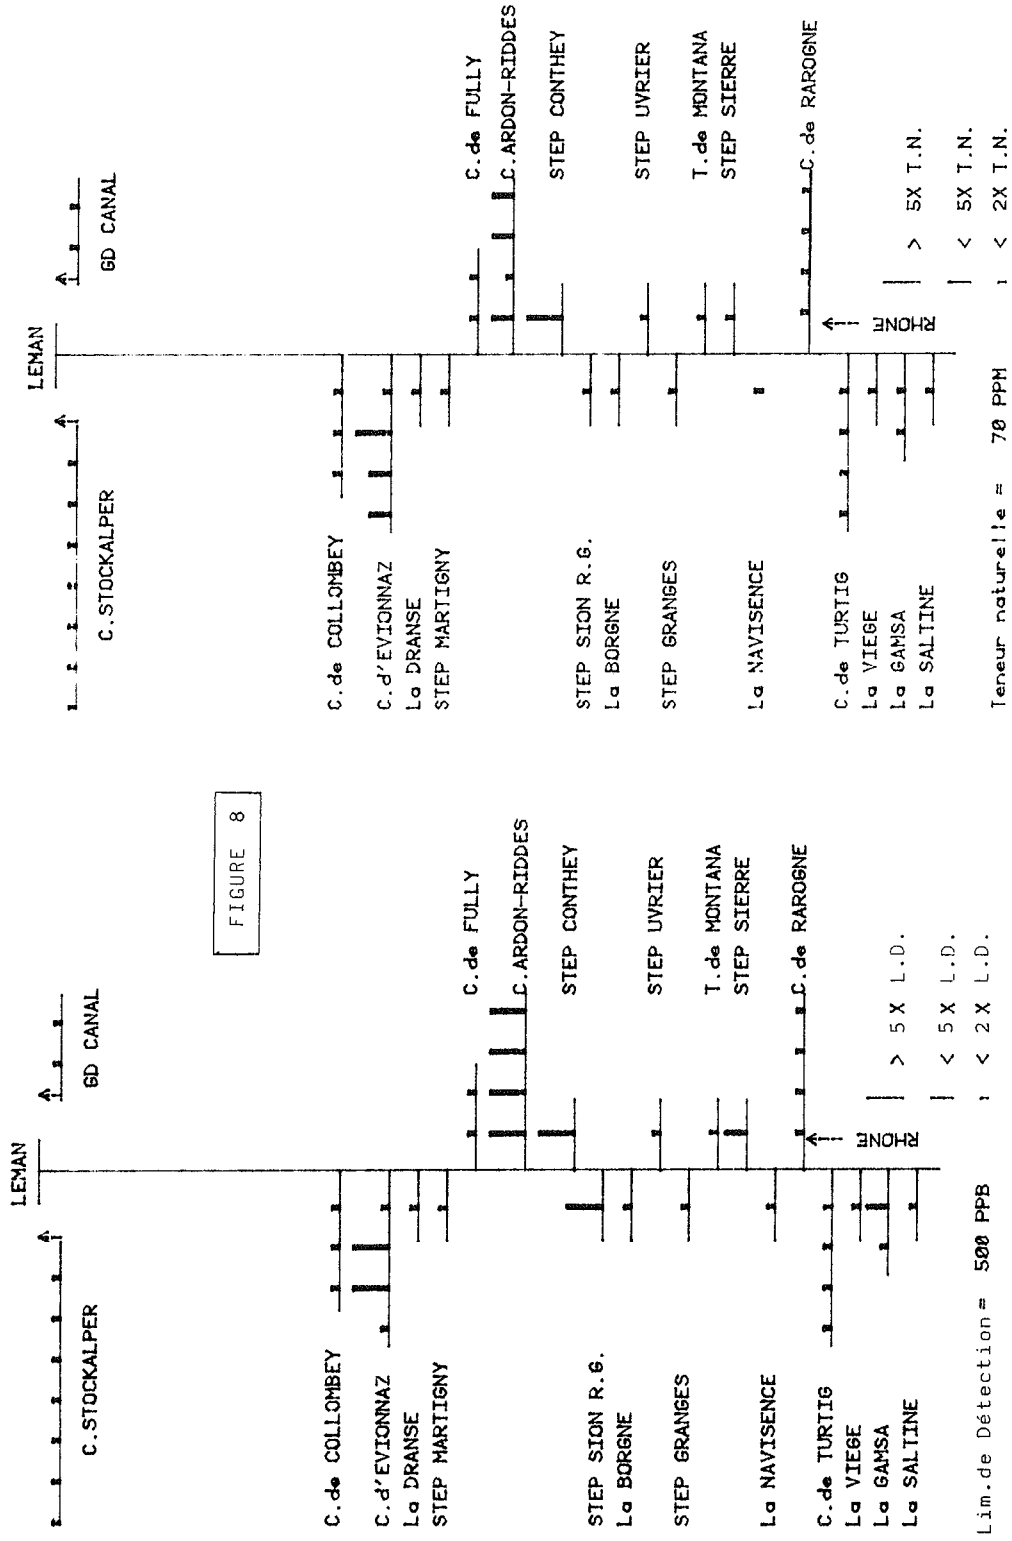 LEMAN
GD CANAL
C.STOCKALPER
C.de COLLOMBEY
C.d'EVIONNAZ
La DRANSE
STEP MARTIGNY
C.de FULLY
C.ARDON-RIDDES
STEP CONTHEY
STEP SION R.G.
La BORGNE
STEP UVRIER
STEP GRANGES
T.de MONTANA
STEP SIERRE
La NAVISENCE
C.de RAROGNE
C.de TURTIG
La VIEGE
La GAMSA
La SALTINE
RHONE
> 5X L.D.
< 5X L.D.
< 2X L.D.
Lim.de Détection = 500 PPB
FIGURE 8
LEMAN
GD CANAL
C.STOCKALPER
C.de COLLOMBEY
C.d'EVIONNAZ
La DRANSE
STEP MARTIGNY
C.de FULLY
C.ARDON-RIDDES
STEP CONTHEY
STEP SION R.G.
La BORGNE
STEP UVRIER
STEP GRANGES
T.de MONTANA
STEP SIERRE
La NAVISENCE
C.de RAROGNE
C.de TURTIG
La VIEGE
La GAMSA
La SALTINE
RHONE
> 5X T.N.
< 5X T.N.
< 2X T.N.
Teneur naturelle = 70 PPM